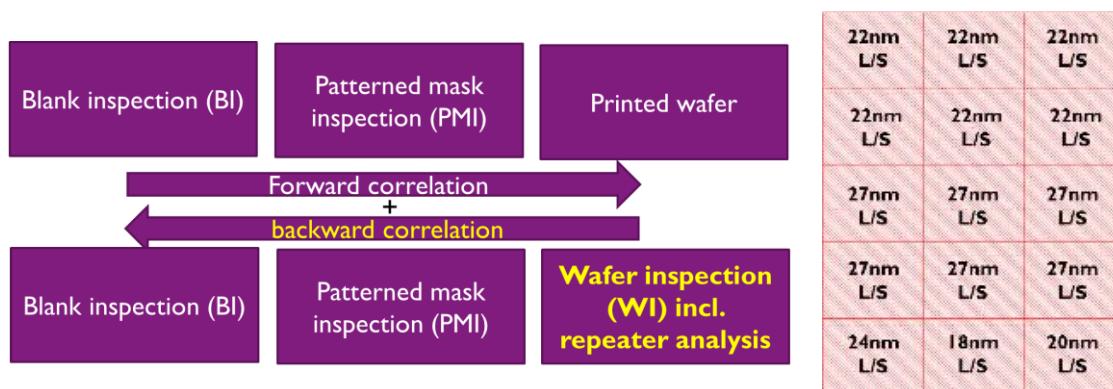 Blank inspection (BI)
Patterned mask
inspection (PMI)
Printed wafer
Forward correlation
+
backward correlation
Blank inspection (BI)
Patterned mask
inspection (PMI)
Wafer inspection
(WI) incl.
repeater analysis
22nm 22nm 22nm
L/S L/S L/S
22nm 22nm 22nm
L/S L/S L/S
27nm 27nm 27nm
L/S L/S L/S
27nm 27nm 27nm
L/S L/S L/S
24nm 18nm 20nm
L/S L/S L/S